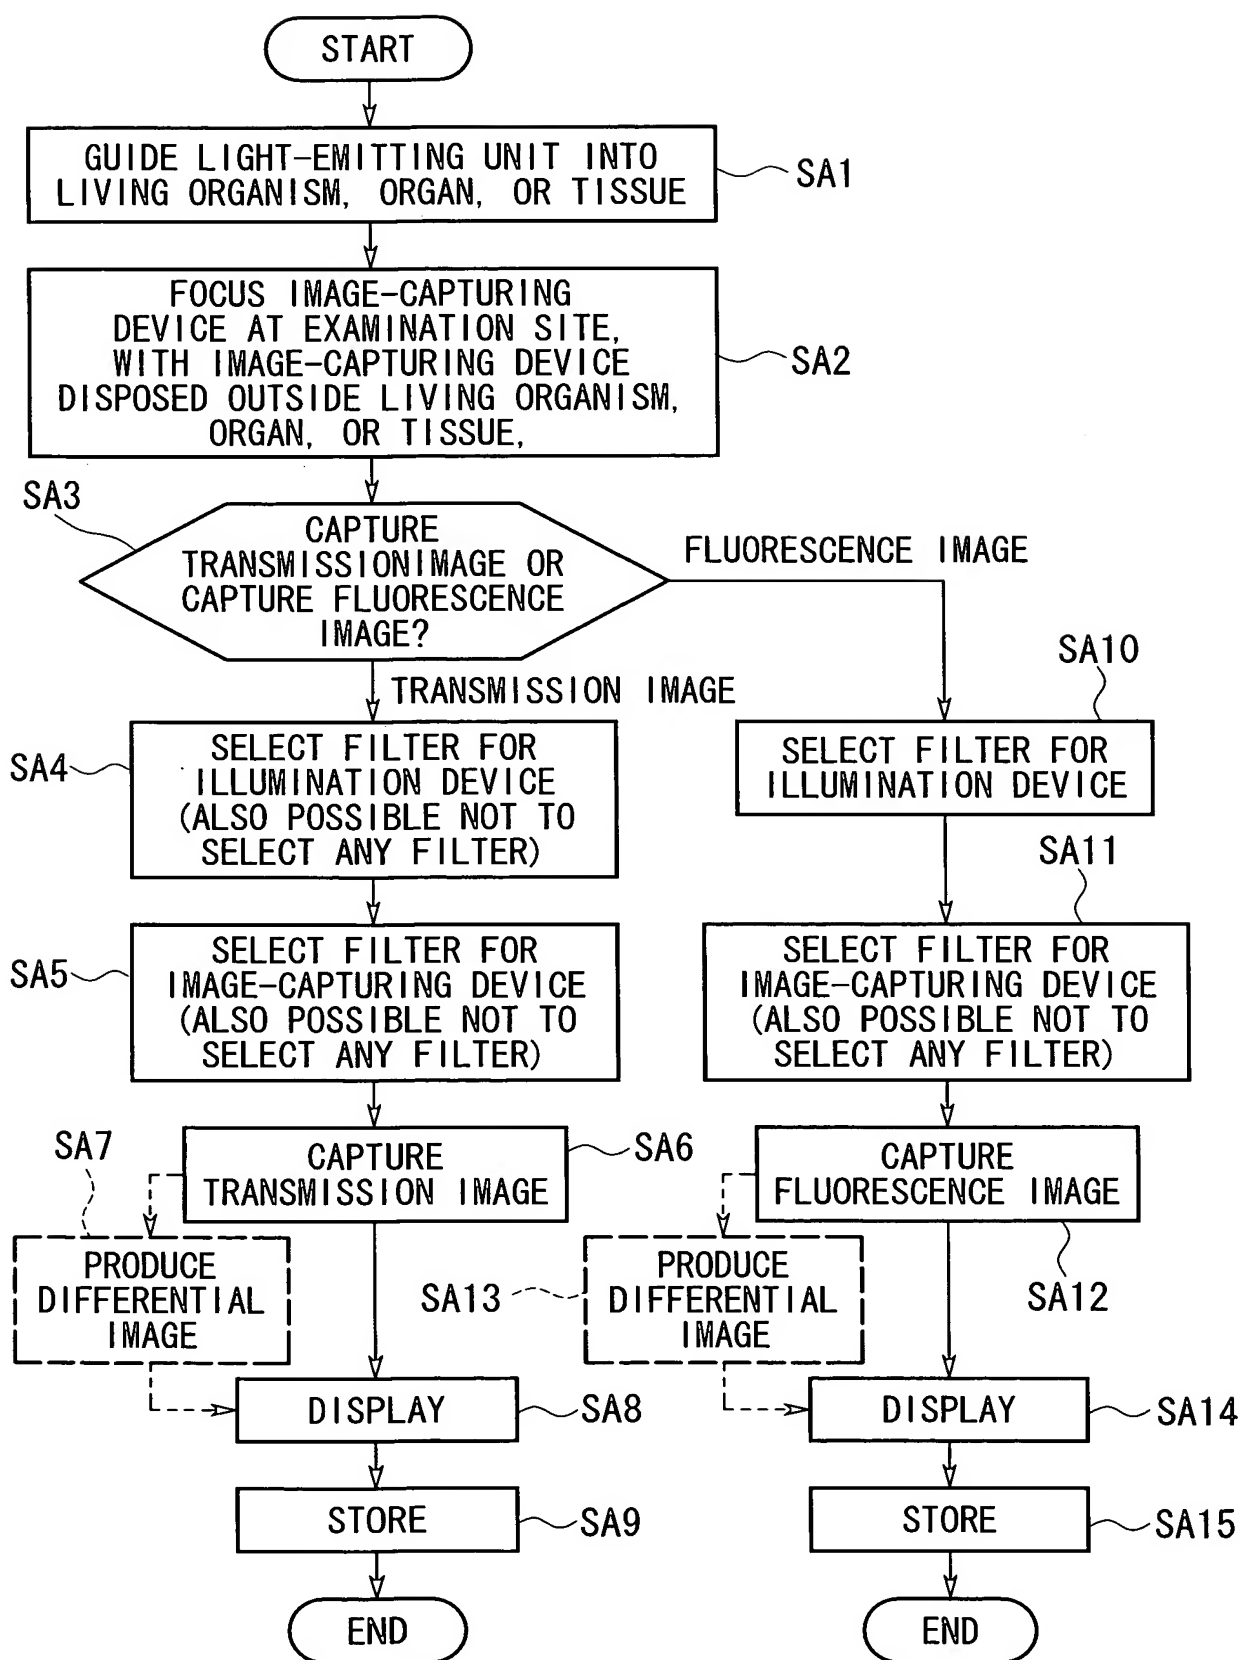 START
GUIDE LIGHT-EMITTING UNIT INTO
LIVING ORGANISM, ORGAN, OR TISSUE
SA1
FOCUS IMAGE-CAPTURING
DEVICE AT EXAMINATION SITE,
WITH IMAGE-CAPTURING DEVICE
DISPOSED OUTSIDE LIVING ORGANISM,
ORGAN, OR TISSUE,
SA2
SA3
CAPTURE
TRANSMISSIONIMAGE OR
CAPTURE FLUORESCENCE
IMAGE?
FLUORESCENCE IMAGE
TRANSMISSION IMAGE
SA4
SELECT FILTER FOR
ILLUMINATION DEVICE
(ALSO POSSIBLE NOT TO
SELECT ANY FILTER)
SA5
SELECT FILTER FOR
IMAGE-CAPTURING DEVICE
(ALSO POSSIBLE NOT TO
SELECT ANY FILTER)
CAPTURE
TRANSMISSION IMAGE
SA6
SA7
PRODUCE
DIFFERENTIAL
IMAGE
DISPLAY
SA8
STORE
SA9
END
SA10
SELECT FILTER FOR
ILLUMINATION DEVICE
SA11
SELECT FILTER FOR
IMAGE-CAPTURING DEVICE
(ALSO POSSIBLE NOT TO
SELECT ANY FILTER)
CAPTURE
FLUORESCENCE IMAGE
SA12
SA13
PRODUCE
DIFFERENTIAL
IMAGE
DISPLAY
SA14
STORE
SA15
END